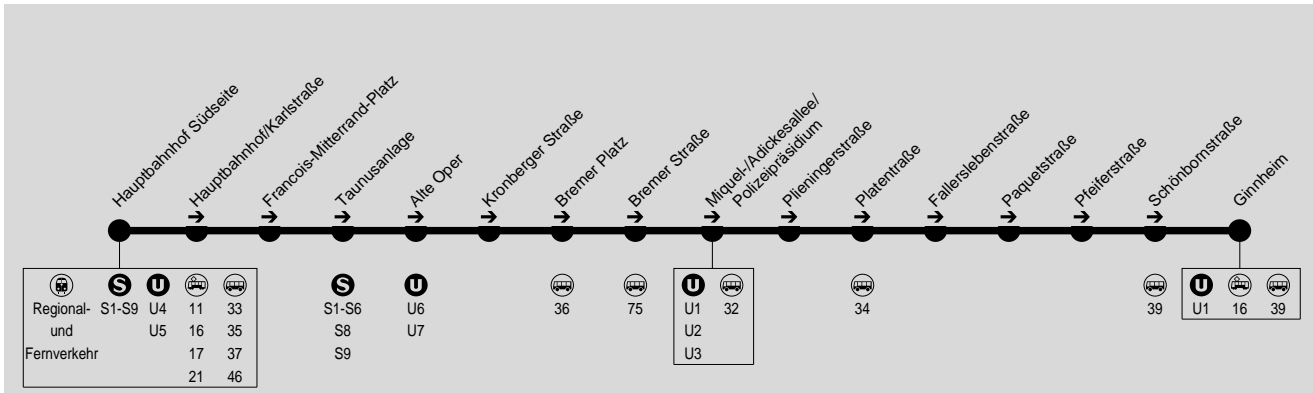 Hauptbahnhof Südseite
Hauptbahnhof/Karlstraße
Francois-Mitterrand-Platz
Taunusanlage
Alte Oper
Kronberger Straße
Bremer Platz
Bremer Straße
Miquel-/Adickesallee/
Polizeipräsidium
Plieningerstraße
Platentraße
Fallerslebenstraße
Paquetstraße
Pfeiferstraße
Schönbornstraße
Ginnheim
S U S U U U
Regional- S1-S9 U4 11 33 S1-S6 U6 36 75 U1 32 34 39 U1 16 39
und U5 16 35 S8 U7 U2
Fernverkehr 17 37 S9 U3
21 46